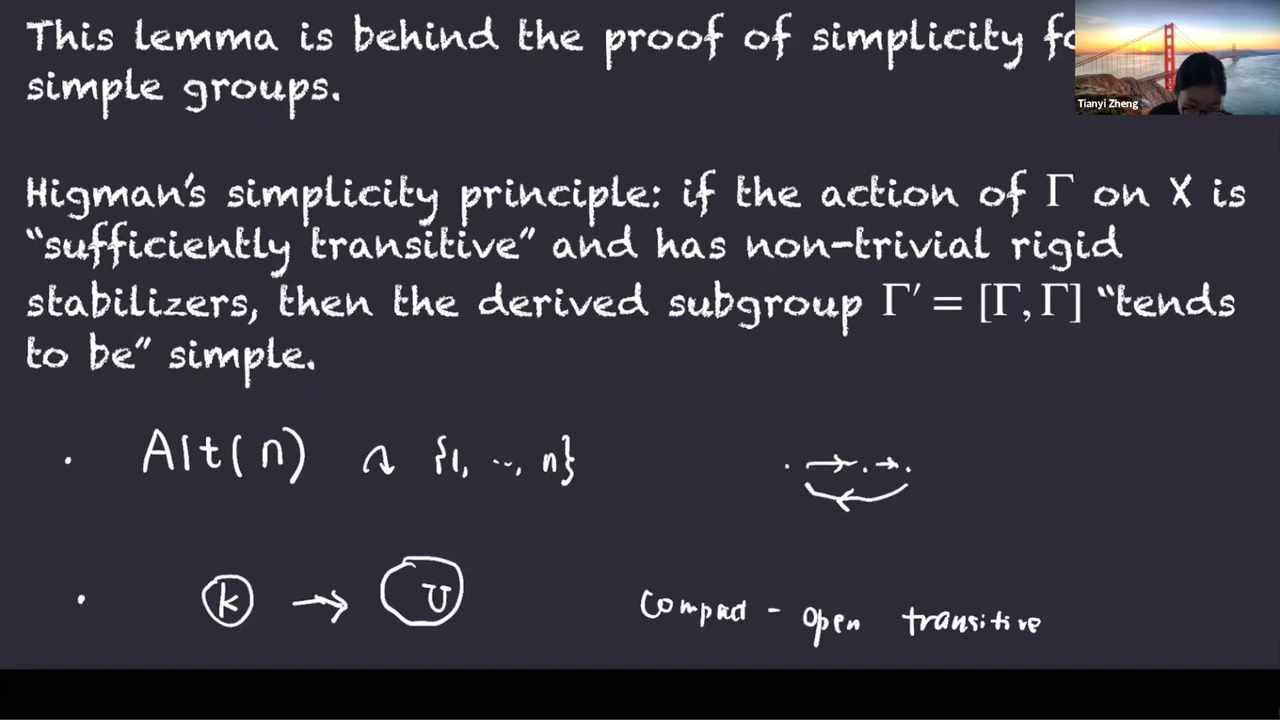 This lemma is behind the proof of simplicity
simple groups.
Tianyi Zheng
Higman's simplicity principle: if the action of Γ on X is
"sufficiently transitive" and has non-trivial rigid
stabilizers, then the derived subgroup Γ′ = [Γ, Γ] "tends
to be" simple.
· Alt(n) ↷ {1, ..., n}
· K → U compact - open transitive